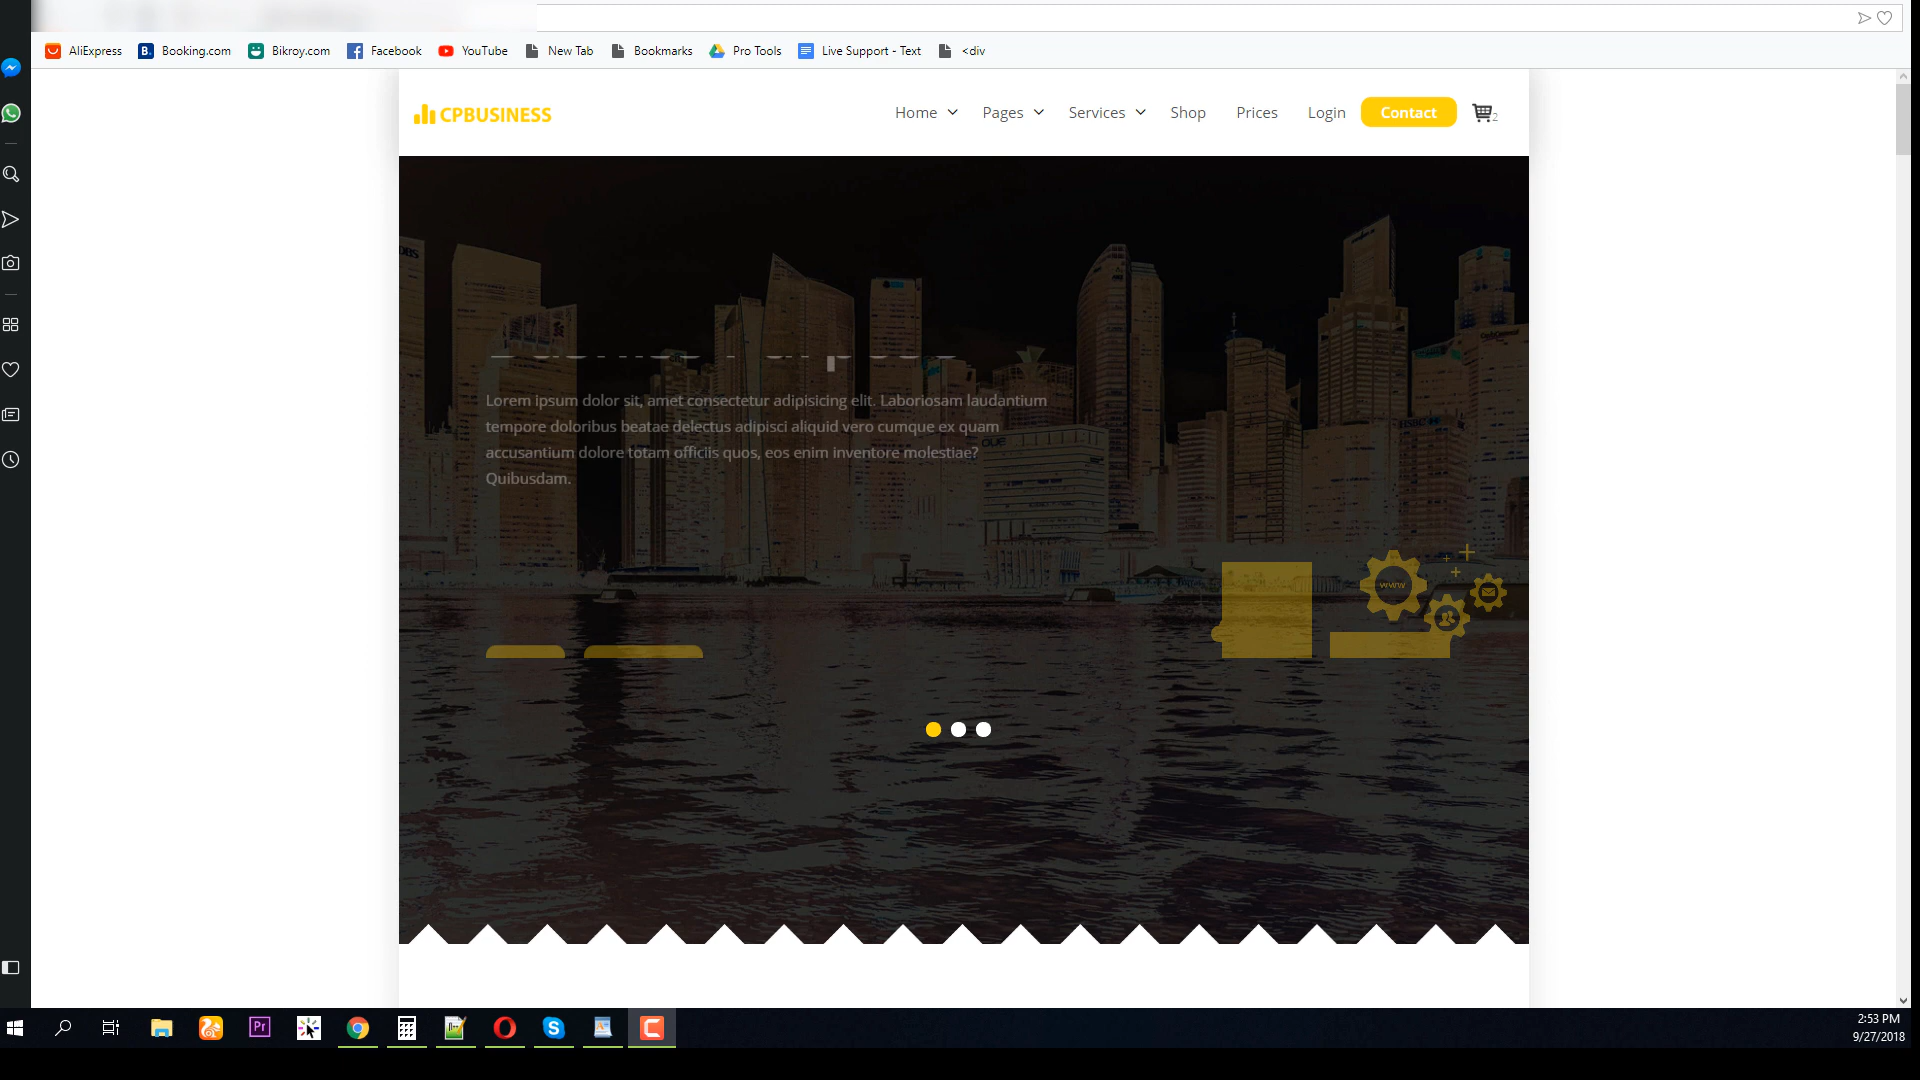 AliExpress Booking.com Bikroy.com Facebook YouTube New Tab Bookmarks Pro Tools Live Support - Text <div
CPBUSINESS Home Pages Services Shop Prices Login Contact 2
Lorem ipsum dolor sit, amet consectetur adipisicing elit. Laboriosam laudantium
tempore doloribus beatae delectus adipisci aliquid vero cumque ex quam
accusantium dolore totam officiis quos, eos enim inventore molestiae?
Quibusdam.
www
2:53 PM
9/27/2018